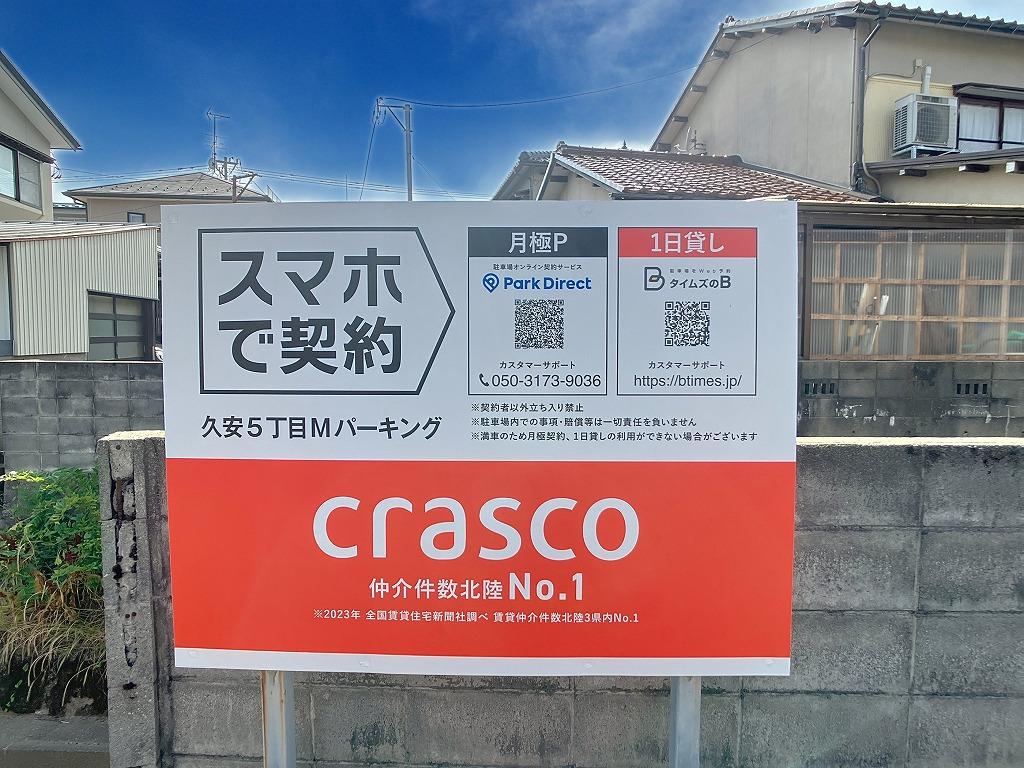 スマホ
で契約
久安5丁目Mパーキング
月極P
駐車場オンライン契約サービス
Park Direct
カスタマーサポート
050-3173-9036
1日貸し
駐車場をWeb予約
タイムズのB
カスタマーサポート
https://btimes.jp/
※契約者以外立ち入り禁止
※駐車場内での事項・賠償等は一切責任を負いません
※満車のため月極契約、1日貸しの利用ができない場合がございます
crasco
仲介件数北陸No.1
※2023年 全国賃貸住宅新聞社調べ 賃貸仲介件数北陸3県内No.1